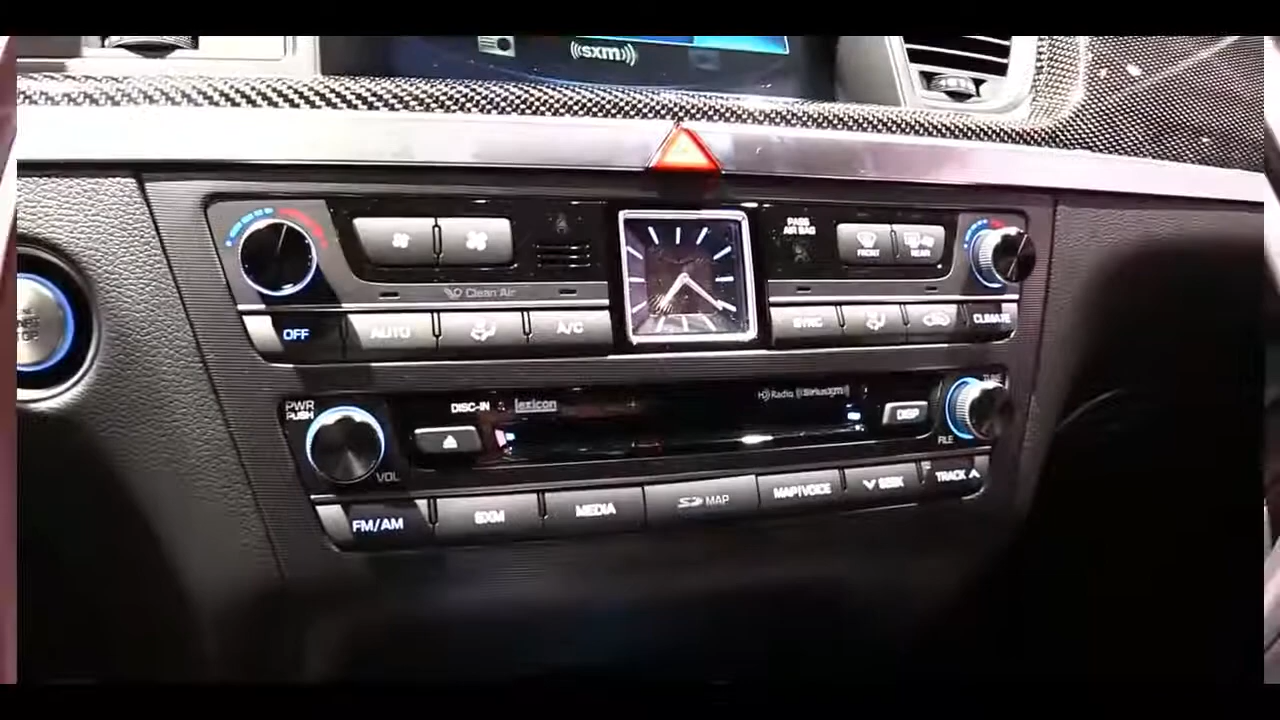 ((sxm))
PASS
AIR BAG
FRONT
REAR
Clean Air
OFF
AUTO
A/C
SYNC
CLIMATE
PWR
PUSH
VOL
DISC-IN
lexicon
HD Radio ((SiriusXM))
DISP
TUNE
FILE
FM/AM
SXM
MEDIA
MAP
MAP/VOICE
SEEK
TRACK